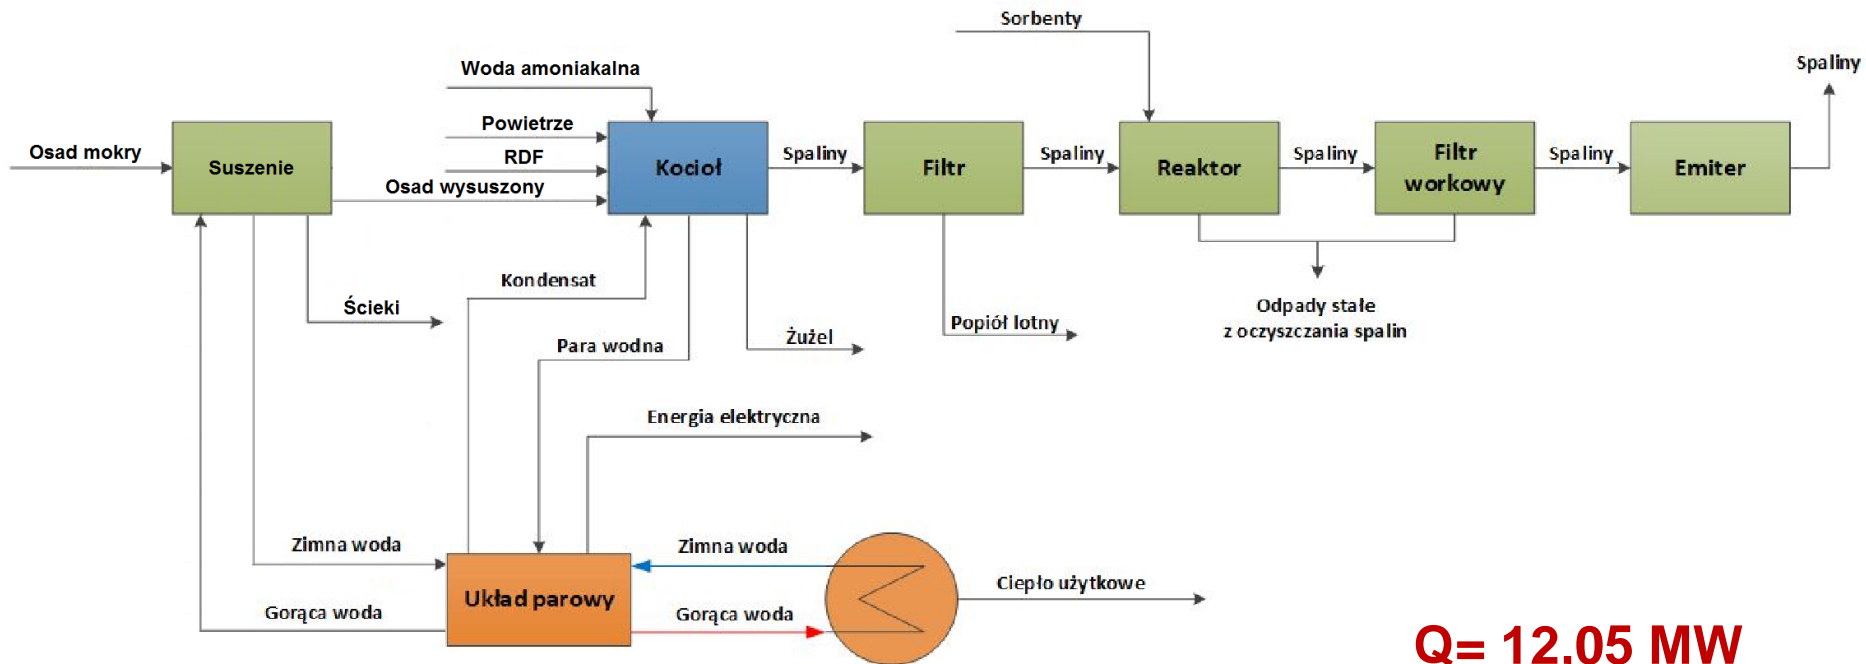 Sorbenty
Spaliny
Woda amoniakalna
Powietrze
Osad mokry
Suszenie
RDF
Osad wysuszony
Kocioł
Spaliny
Filtr
Spaliny
Reaktor
Spaliny
Filtr
workowy
Spaliny
Emiter
Kondensat
Ścieki
Para wodna
Żużel
Popiół lotny
Odpady stałe
z oczyszczania spalin
Energia elektryczna
Zimna woda
Zimna woda
Układ parowy
Ciepło użytkowe
Gorąca woda
Gorąca woda
Q= 12.05 MW